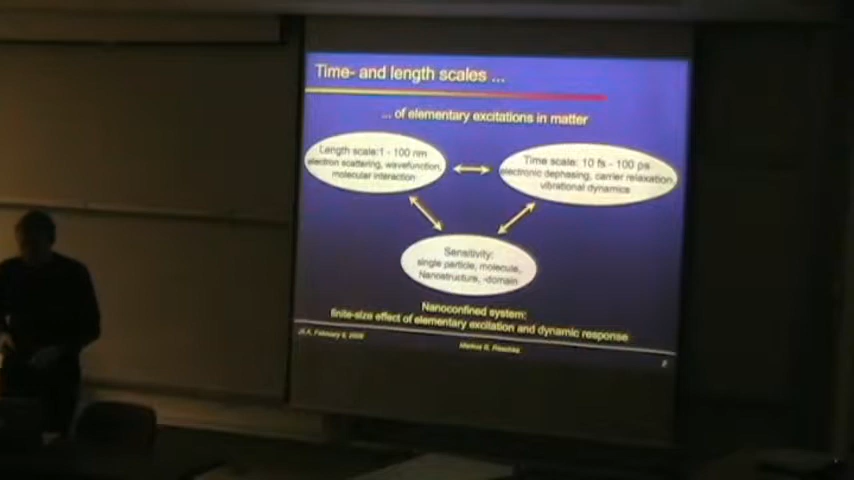 Time- and length scales ...
... of elementary excitations in matter
Length scale:1 - 100 nm
electron scattering, wavefunction,
molecular interaction
Time scale: 10 fs - 100 ps
electronic dephasing, carrier relaxation,
vibrational dynamics
Sensitivity:
single particle, molecule,
Nanostructure, -domain
Nanoconfined system:
finite-size effect of elementary excitation and dynamic response
February
Markus B. Raschke
2